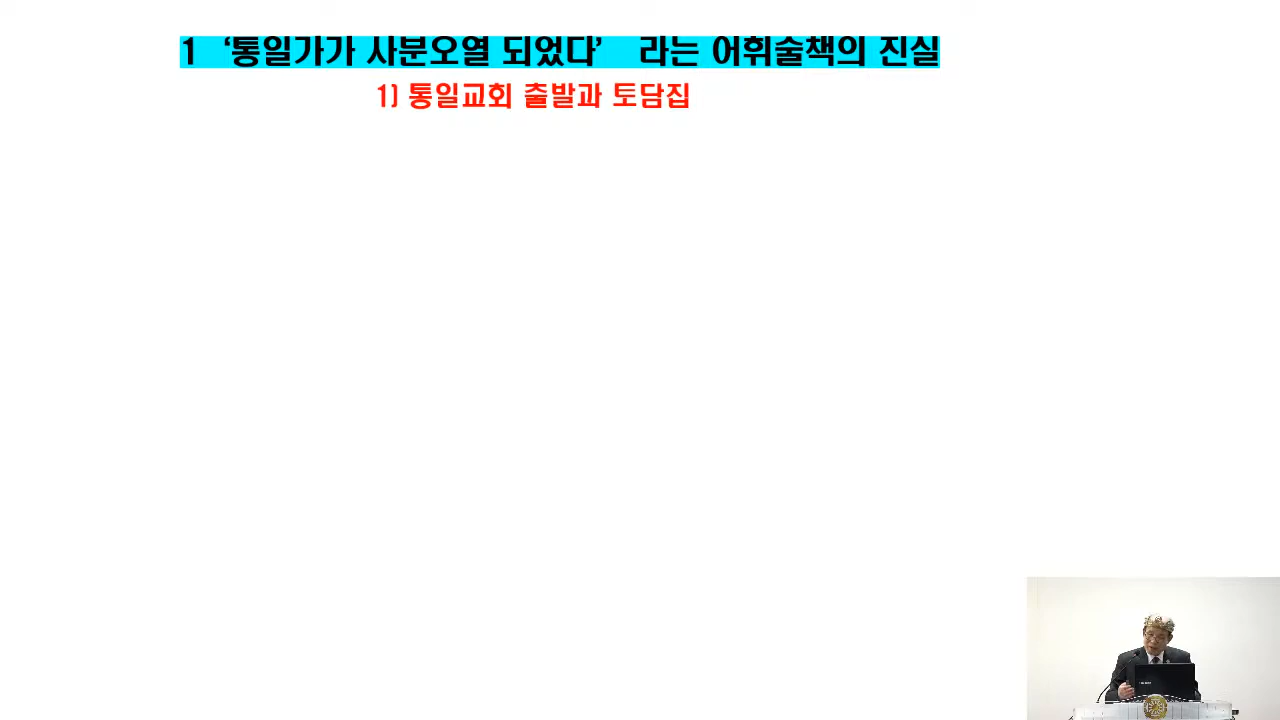 1 ‘통일가가 사분오열 되었다’ 라는 어휘술책의 진실
1) 통일교회 출발과 토담집